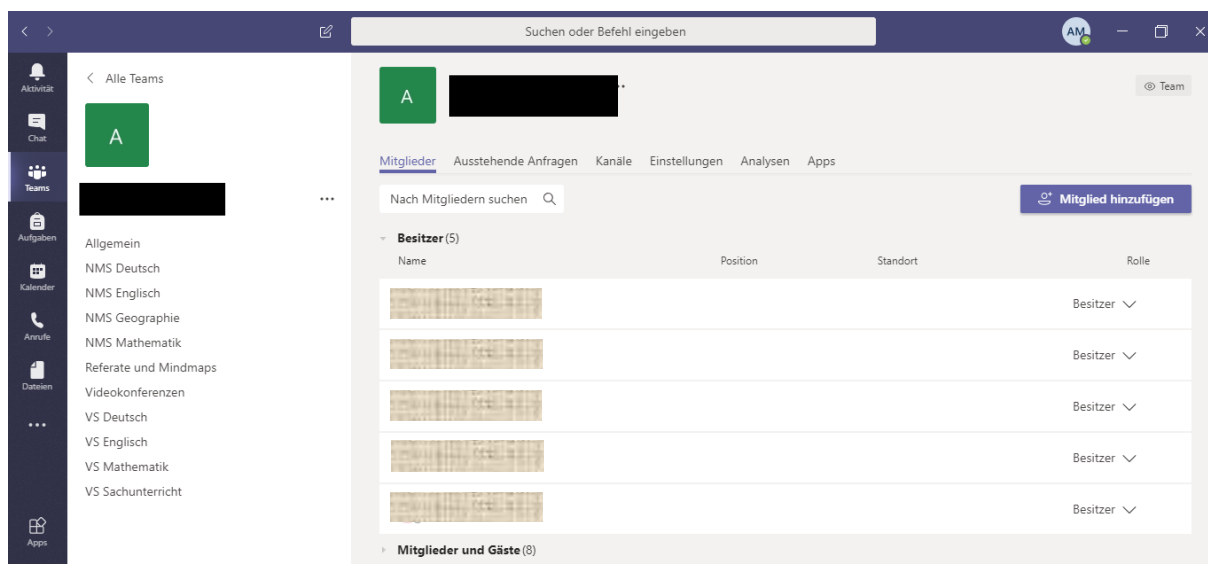 Suchen oder Befehl eingeben
AM
Aktivität
Chat
Teams
Aufgaben
Kalender
Anrufe
Dateien
Apps
Alle Teams
A
Allgemein
NMS Deutsch
NMS Englisch
NMS Geographie
NMS Mathematik
Referate und Mindmaps
Videokonferenzen
VS Deutsch
VS Englisch
VS Mathematik
VS Sachunterricht
A
Team
Mitglieder Ausstehende Anfragen Kanäle Einstellungen Analysen Apps
Nach Mitgliedern suchen
Mitglied hinzufügen
Besitzer (5)
Name Position Standort Rolle
Besitzer
Besitzer
Besitzer
Besitzer
Besitzer
Mitglieder und Gäste (8)